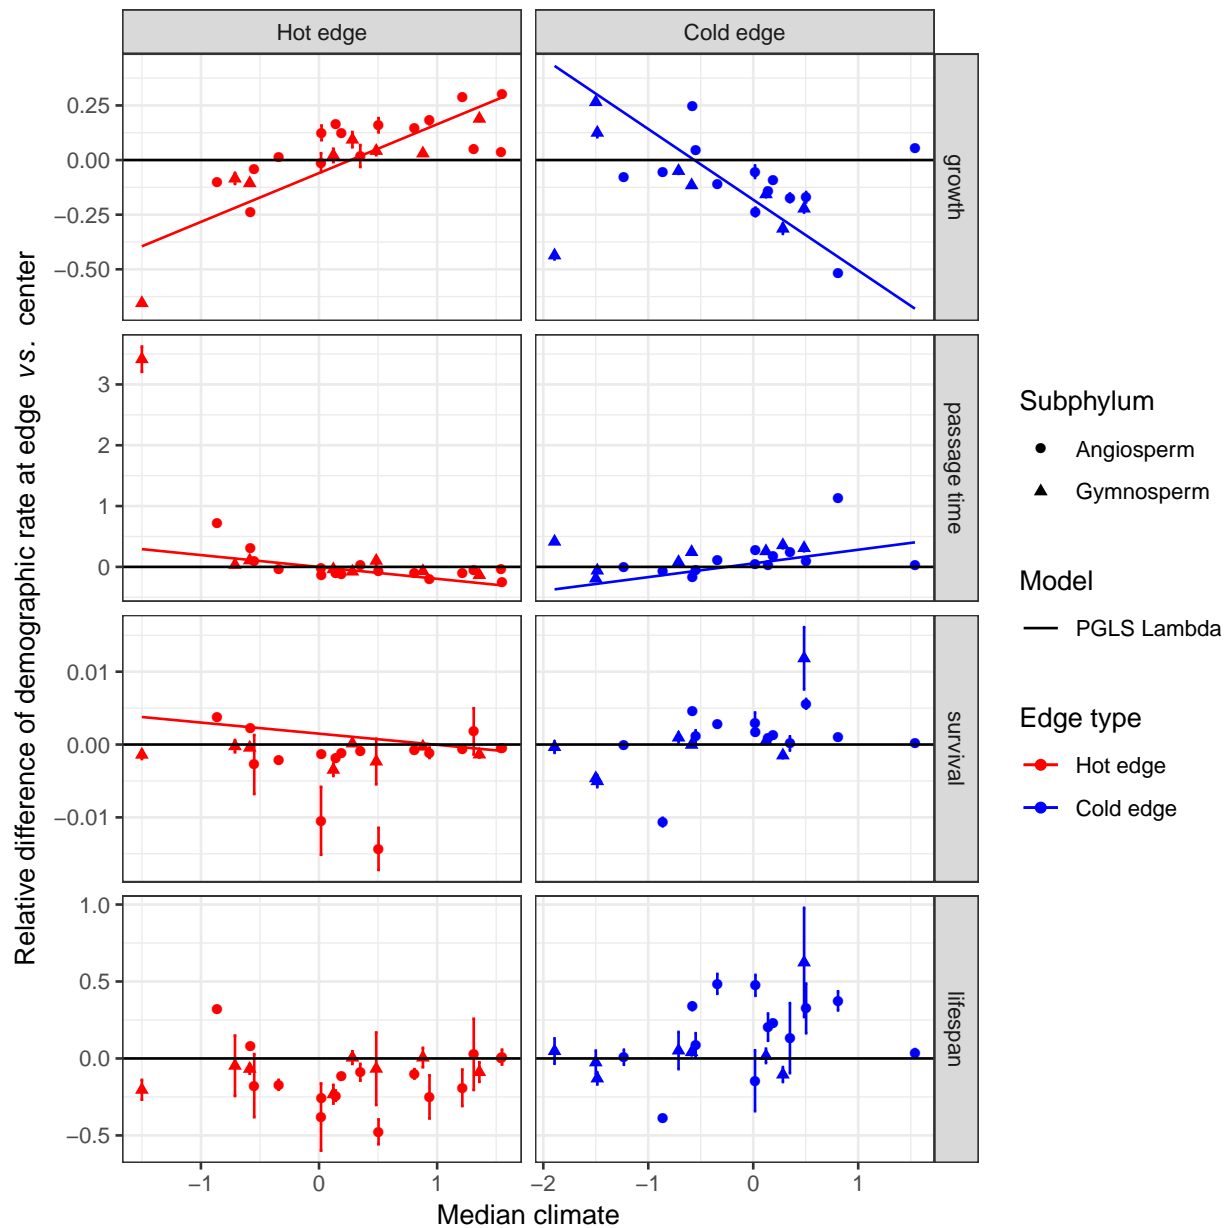 Hot edge
Cold edge
Relative difference of demographic rate at edge vs. center
0.25
0.00
−0.25
−0.50
growth
3
2
1
0
passage time
0.01
0.00
−0.01
survival
1.0
0.5
0.0
−0.5
lifespan
−1
0
1
−2
−1
0
1
Median climate
Subphylum
Angiosperm
Gymnosperm
Model
PGLS Lambda
Edge type
Hot edge
Cold edge